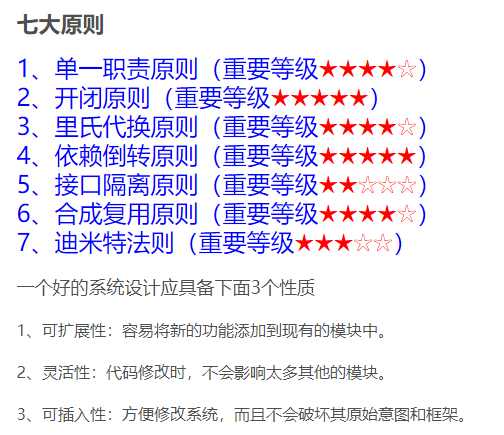 七大原则
1、单一职责原则（重要等级★★★★☆）
2、开闭原则（重要等级★★★★★）
3、里氏代换原则（重要等级★★★★☆）
4、依赖倒转原则（重要等级★★★★★）
5、接口隔离原则（重要等级★★☆☆☆）
6、合成复用原则（重要等级★★★★☆）
7、迪米特法则（重要等级★★★☆☆）
一个好的系统设计应具备下面3个性质
1、可扩展性：容易将新的功能添加到现有的模块中。
2、灵活性：代码修改时，不会影响太多其他的模块。
3、可插入性：方便修改系统，而且不会破坏其原始意图和框架。